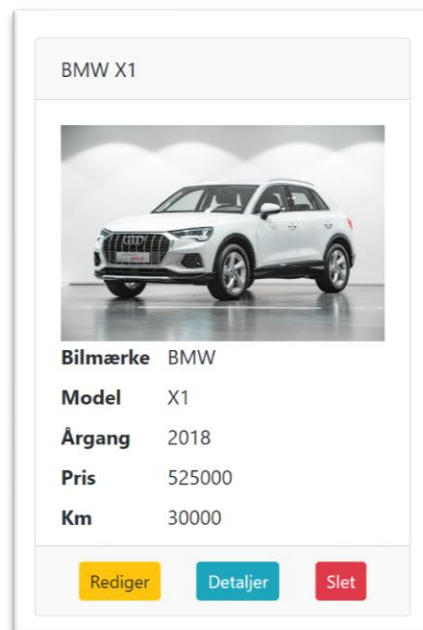 BMW X1
Bilmærke BMW
Model X1
Årgang 2018
Pris 525000
Km 30000
Rediger Detaljer Slet